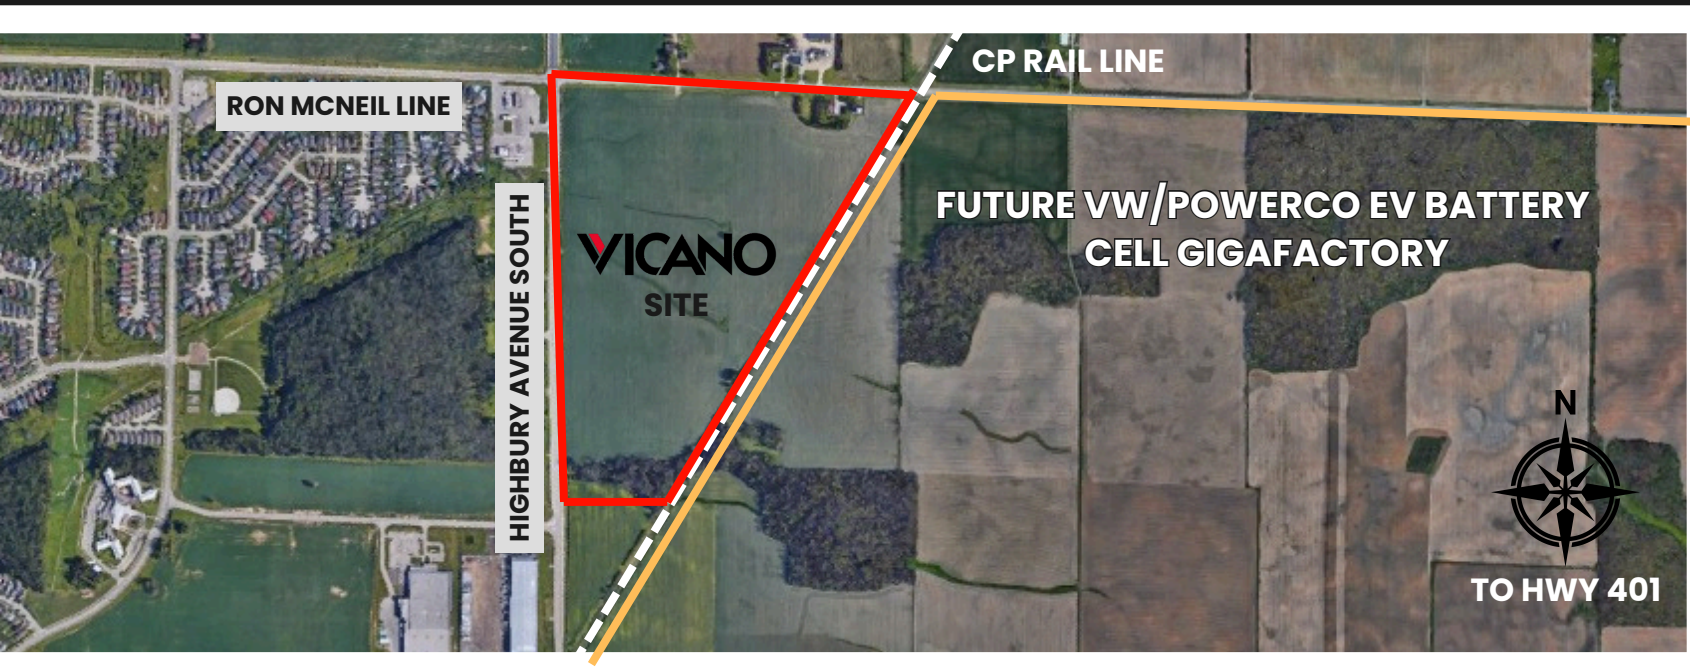 CP RAIL LINE
RON MCNEIL LINE
HIGHBURY AVENUE SOUTH
VICANO
SITE
FUTURE VW/POWERCO EV BATTERY
CELL GIGAFACTORY
N
TO HWY 401